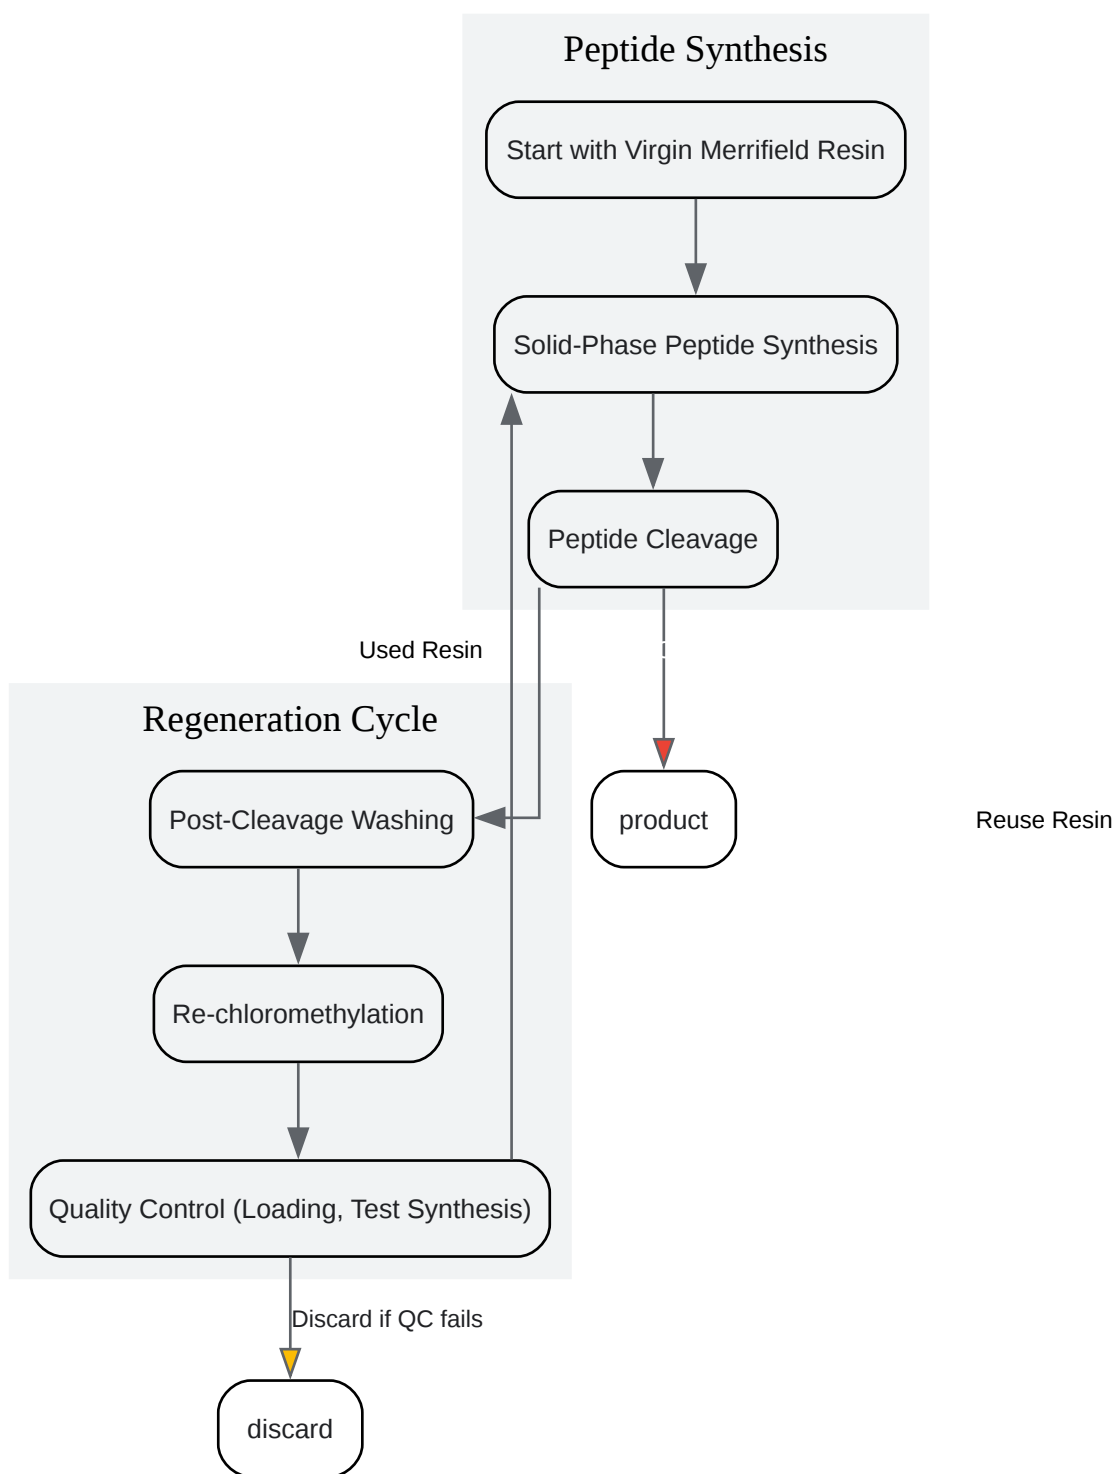 Peptide Synthesis
Start with Virgin Merrifield Resin
Solid-Phase Peptide Synthesis
Peptide Cleavage
Used Resin
Regeneration Cycle
Post-Cleavage Washing
product
Reuse Resin
Re-chloromethylation
Quality Control (Loading, Test Synthesis)
Discard if QC fails
discard